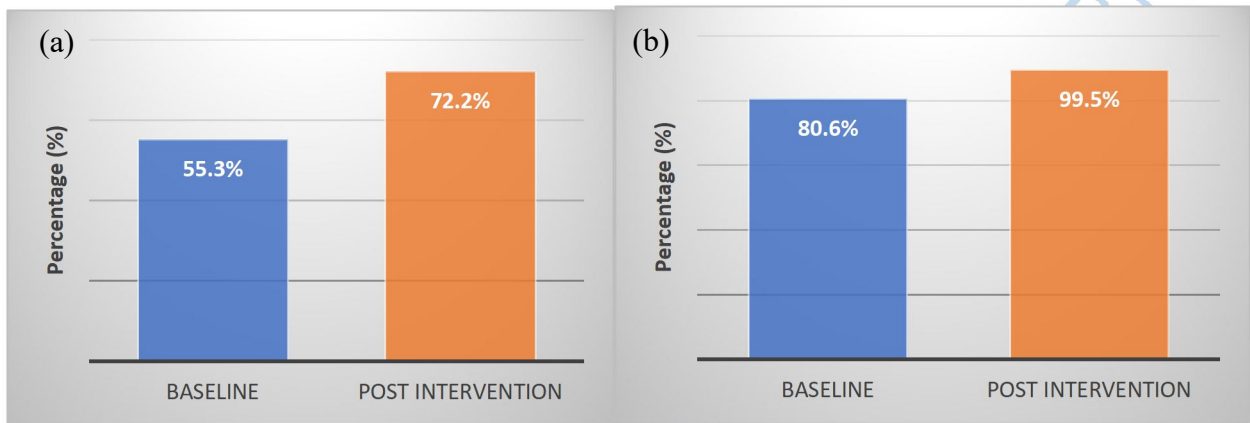 (a)
Percentage (%)
55.3%
72.2%
BASELINE
POST INTERVENTION
(b)
Percentage (%)
80.6%
99.5%
BASELINE
POST INTERVENTION